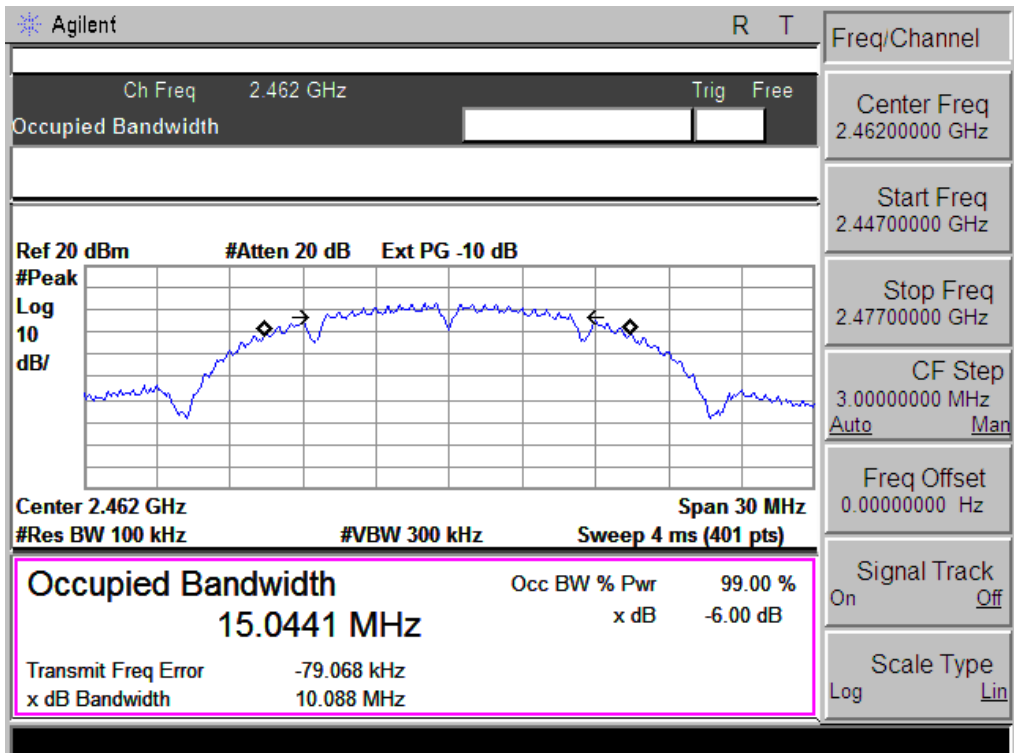 Agilent R T
Freq/Channel
Ch Freq 2.462 GHz Trig Free
Occupied Bandwidth
Center Freq
2.46200000 GHz
Start Freq
2.44700000 GHz
Stop Freq
2.47700000 GHz
CF Step
3.00000000 MHz
Auto Man
Freq Offset
0.00000000 Hz
Signal Track
On Off
Scale Type
Log Lin
Ref 20 dBm #Atten 20 dB Ext PG -10 dB
#Peak
Log
10
dB/
Center 2.462 GHz Span 30 MHz
#Res BW 100 kHz #VBW 300 kHz Sweep 4 ms (401 pts)
Occupied Bandwidth Occ BW % Pwr 99.00 %
15.0441 MHz x dB -6.00 dB
Transmit Freq Error -79.068 kHz
x dB Bandwidth 10.088 MHz